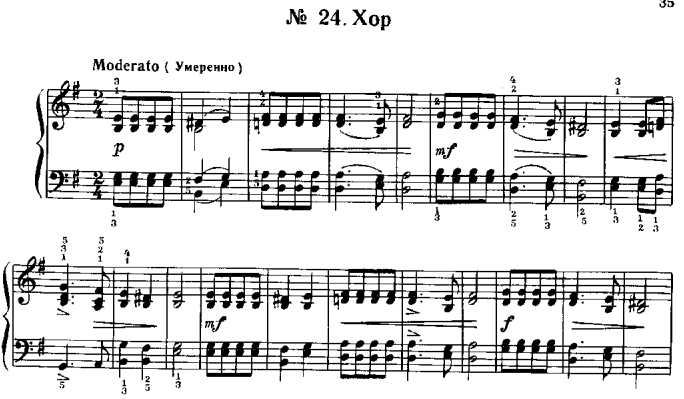 35
№ 24. Хор
Moderato ( Умеренно )
p
mf
mf
f